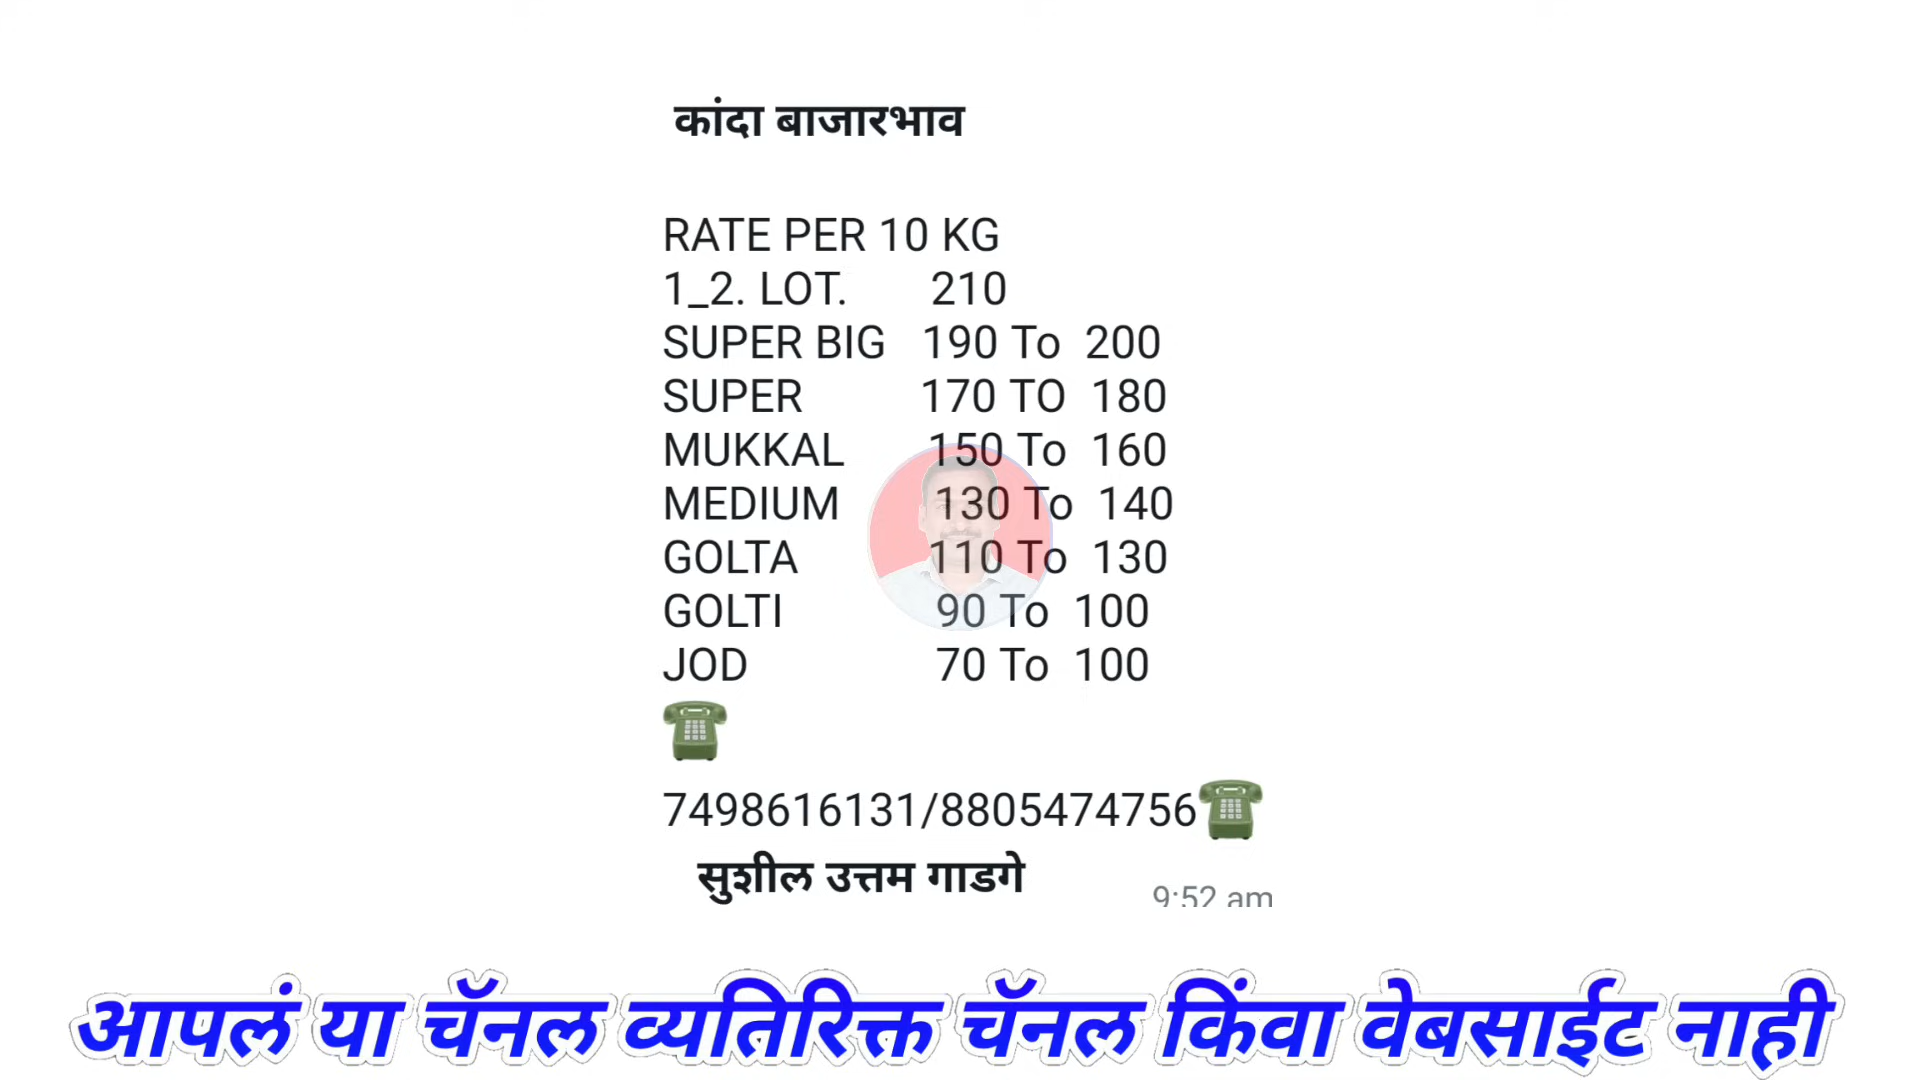 कांदा बाजारभाव
RATE PER 10 KG
1_2. LOT. 210
SUPER BIG 190 To 200
SUPER 170 TO 180
MUKKAL 150 To 160
MEDIUM 130 To 140
GOLTA 110 To 130
GOLTI 90 To 100
JOD 70 To 100
7498616131/8805474756
सुशील उत्तम गाडगे
9:52 am
आपलं या चॅनल व्यतिरिक्त चॅनल किंवा वेबसाईट नाही